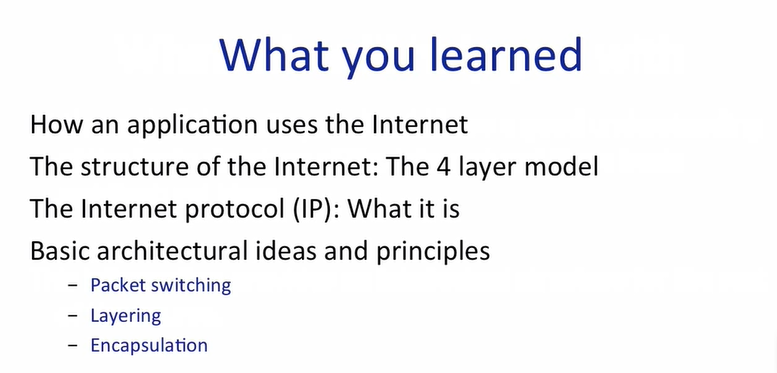 What you learned
How an application uses the Internet
The structure of the Internet: The 4 layer model
The Internet protocol (IP): What it is
Basic architectural ideas and principles
– Packet switching
– Layering
– Encapsulation